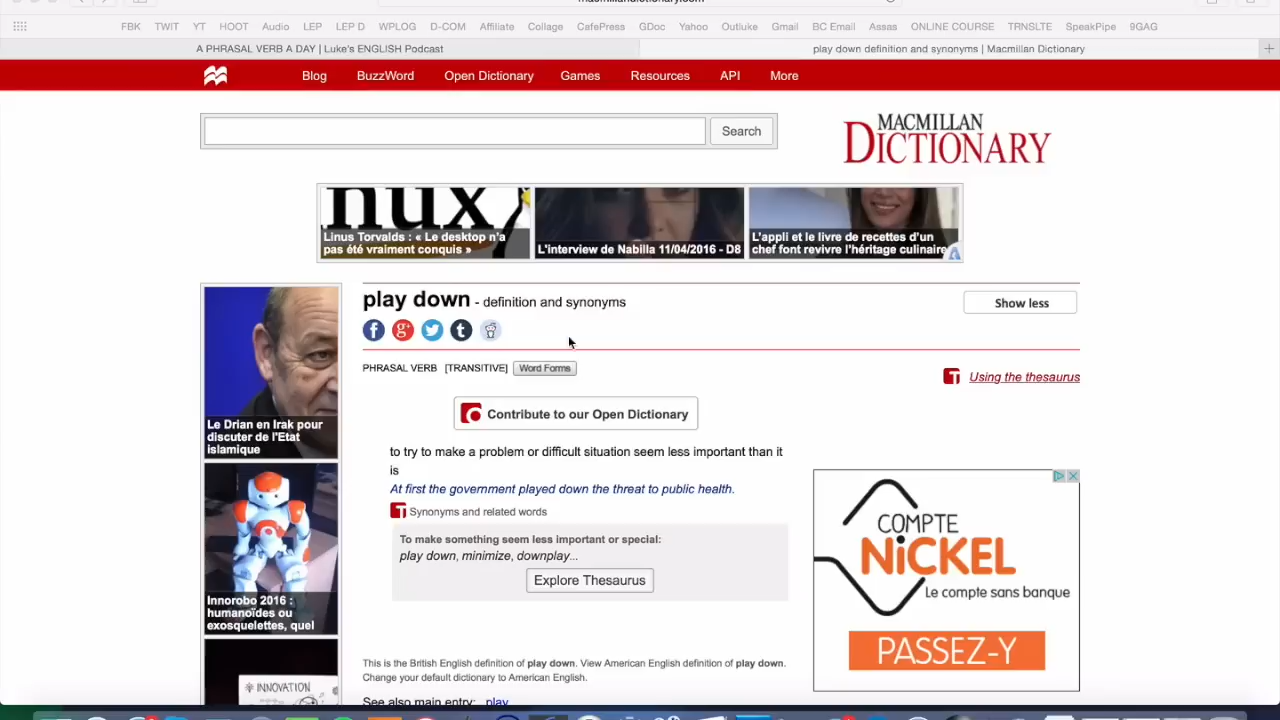 macmillandictionary.com
FBK TWIT YT HOOT Audio LEP LEP D WPLOG D-COM Affiliate Collage CafePress GDoc Yahoo Outluke Gmail BC Email Assas ONLINE COURSE TRNSLTE SpeakPipe 9GAG
A PHRASAL VERB A DAY | Luke's ENGLISH Podcast
play down definition and synonyms | Macmillan Dictionary
Blog BuzzWord Open Dictionary Games Resources API More
Search
MACMILLAN
DICTIONARY
nux
Linus Torvalds : « Le desktop n'a
pas été vraiment conquis »
L'interview de Nabilla 11/04/2016 - D8
L'appli et le livre de recettes d'un
chef font revivre l'héritage culinaire
play down - definition and synonyms
Show less
PHRASAL VERB [TRANSITIVE] Word Forms
Using the thesaurus
Contribute to our Open Dictionary
to try to make a problem or difficult situation seem less important than it
is
At first the government played down the threat to public health.
Synonyms and related words
To make something seem less important or special:
play down, minimize, downplay...
Explore Thesaurus
This is the British English definition of play down. View American English definition of play down.
Change your default dictionary to American English.
See also main entry: play
Le Drian en Irak pour
discuter de l'Etat
islamique
Innorobo 2016 :
humanoïdes ou
exosquelettes, quel
INNOVATION
COMPTE
NiCKEL
Le compte sans banque
PASSEZ-Y